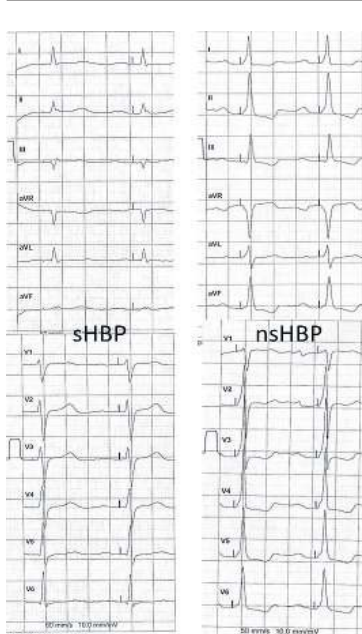 I
I
II
II
III
III
aVR
aVR
aVL
aVL
aVF
aVF
sHBP
nsHBP
V1
V1
V2
V2
V3
V3
V4
V4
V5
V5
V6
V6
50 mm/s 10.0 mm/mV
50 mm/s 10.0 mm/mV